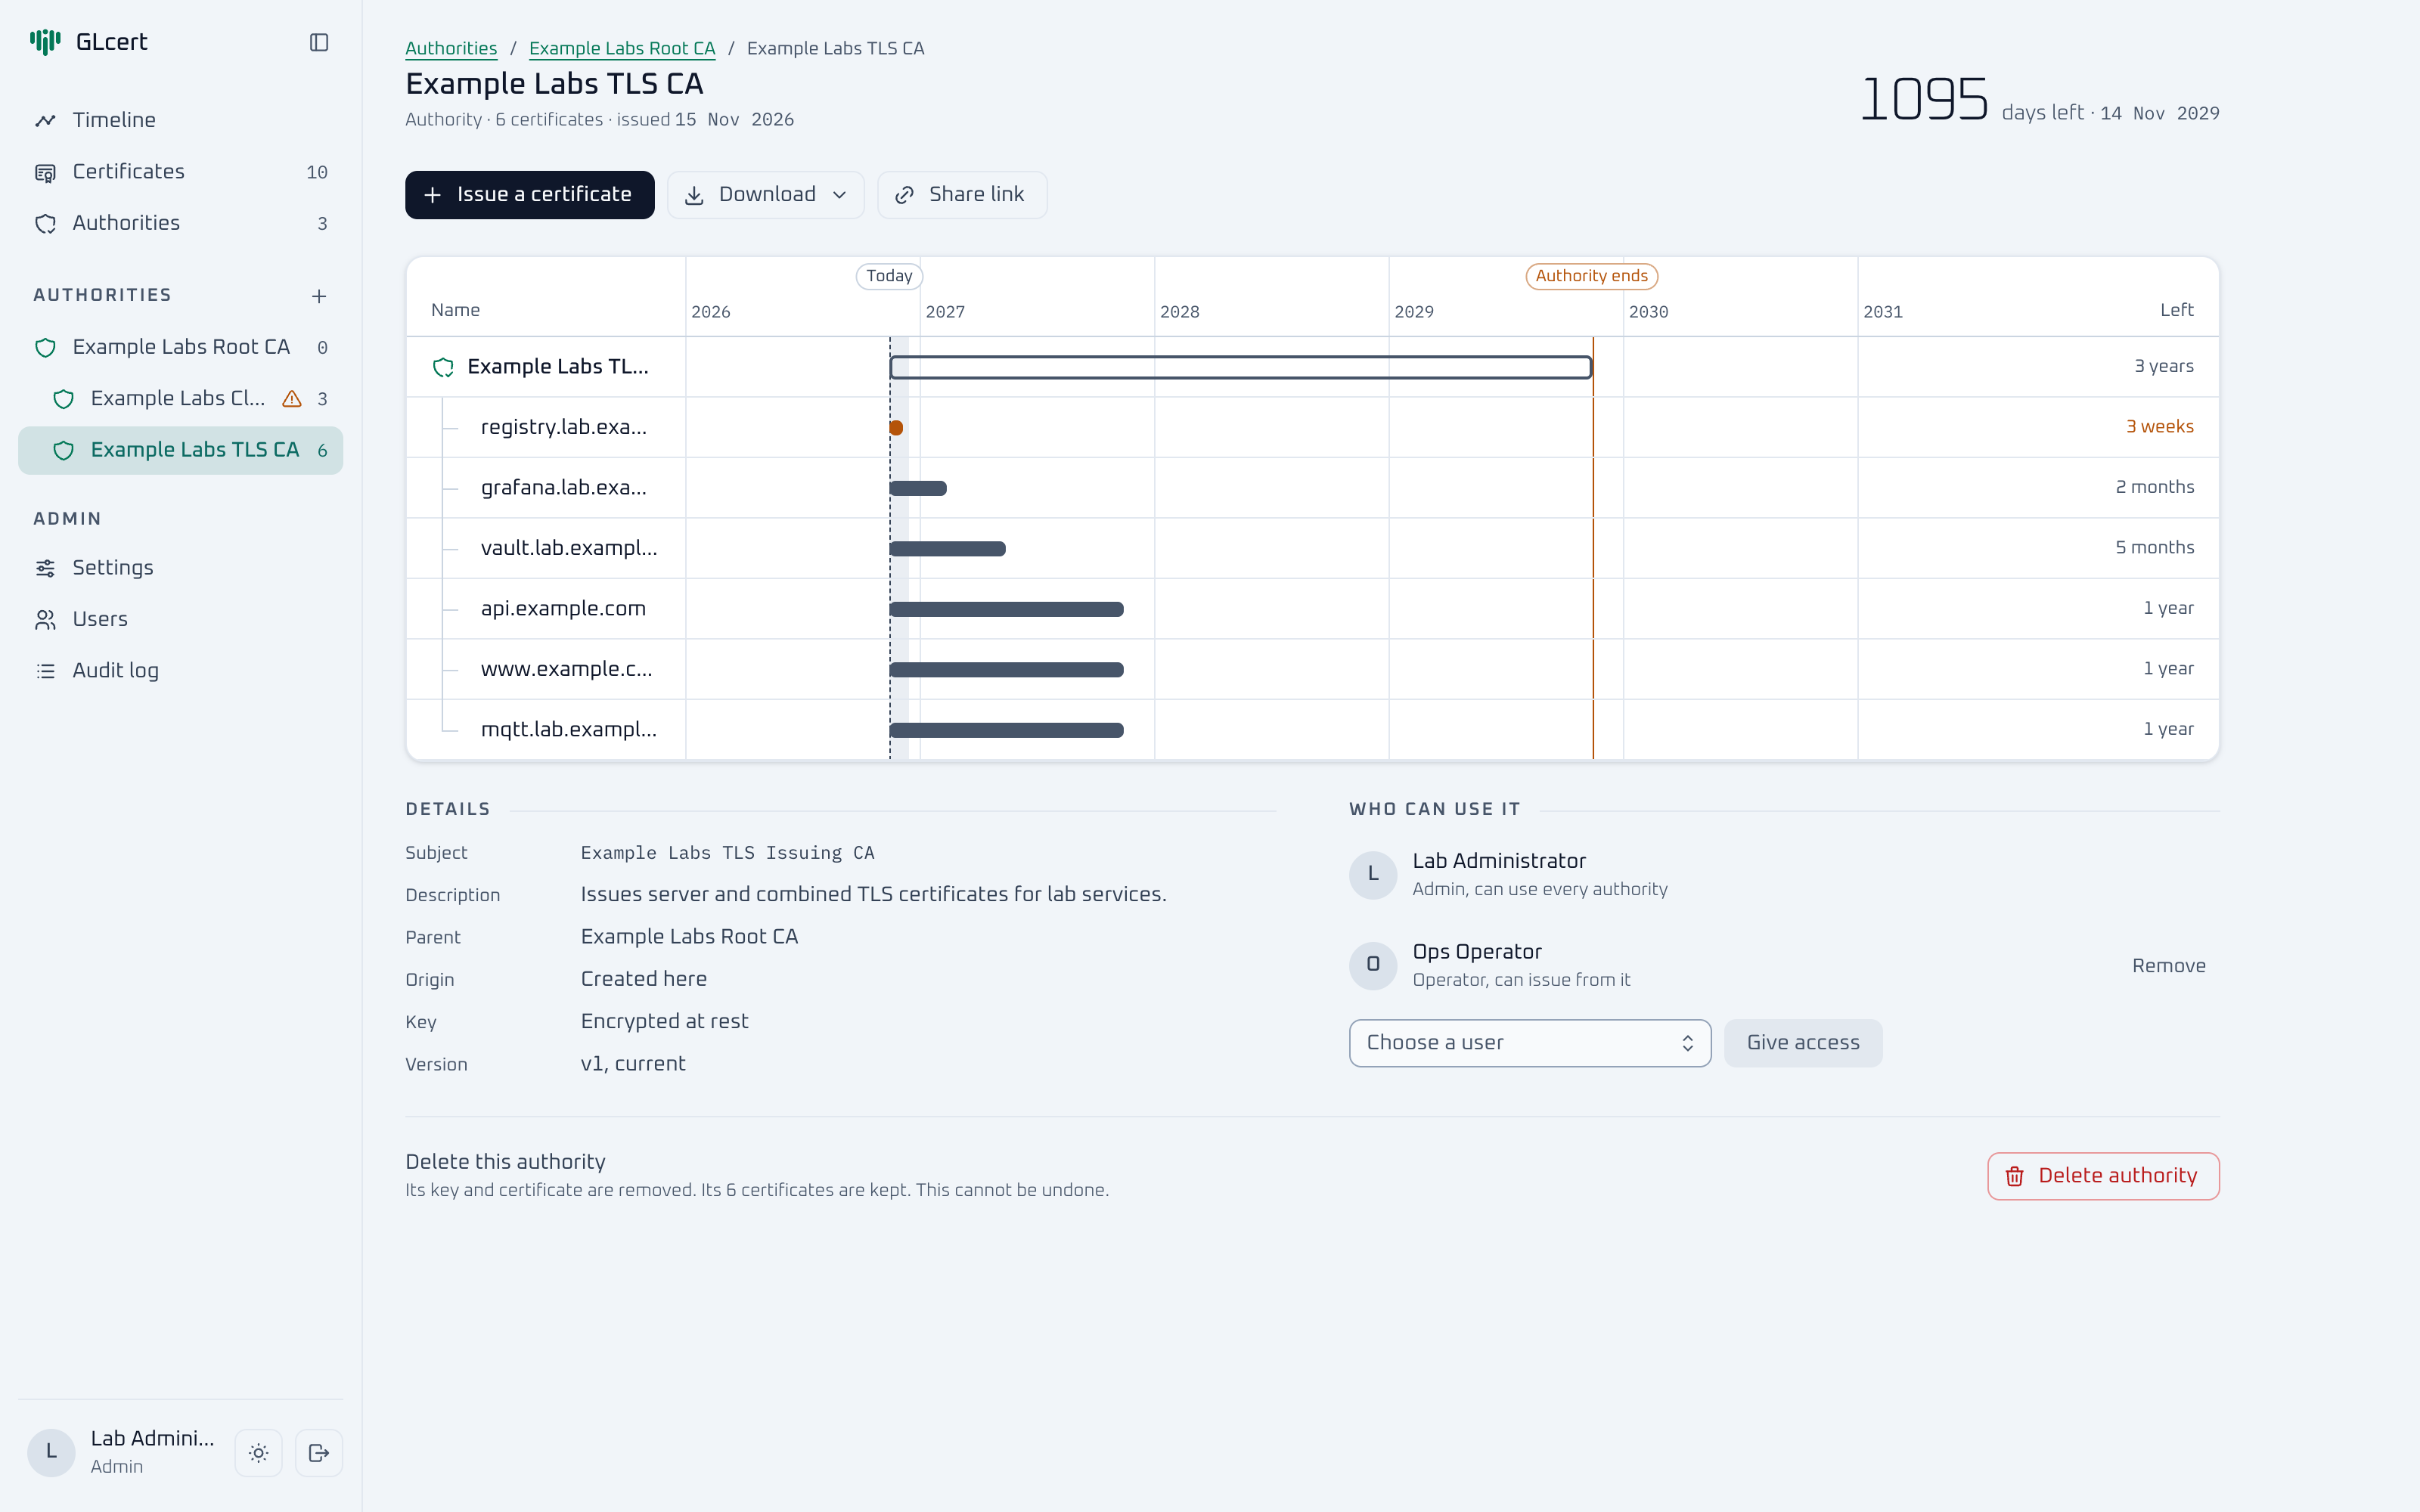 GLcert
Timeline
Certificates 10
Authorities 3
AUTHORITIES
Example Labs Root CA 0
Example Labs Cl... 3
Example Labs TLS CA 6
ADMIN
Settings
Users
Audit log
L
Lab Admini...
Admin
Authorities / Example Labs Root CA / Example Labs TLS CA
Example Labs TLS CA
Authority · 6 certificates · issued 15 Nov 2026
1095 days left · 14 Nov 2029
Issue a certificate
Download
Share link
Today
Authority ends
Name 2026 2027 2028 2029 2030 2031 Left
Example Labs TL... 3 years
registry.lab.exa... 3 weeks
grafana.lab.exa... 2 months
vault.lab.exampl... 5 months
api.example.com 1 year
www.example.c... 1 year
mqtt.lab.exampl... 1 year
DETAILS
Subject Example Labs TLS Issuing CA
Description Issues server and combined TLS certificates for lab services.
Parent Example Labs Root CA
Origin Created here
Key Encrypted at rest
Version v1, current
WHO CAN USE IT
L
Lab Administrator
Admin, can use every authority
O
Ops Operator
Operator, can issue from it
Remove
Choose a user
Give access
Delete this authority
Its key and certificate are removed. Its 6 certificates are kept. This cannot be undone.
Delete authority